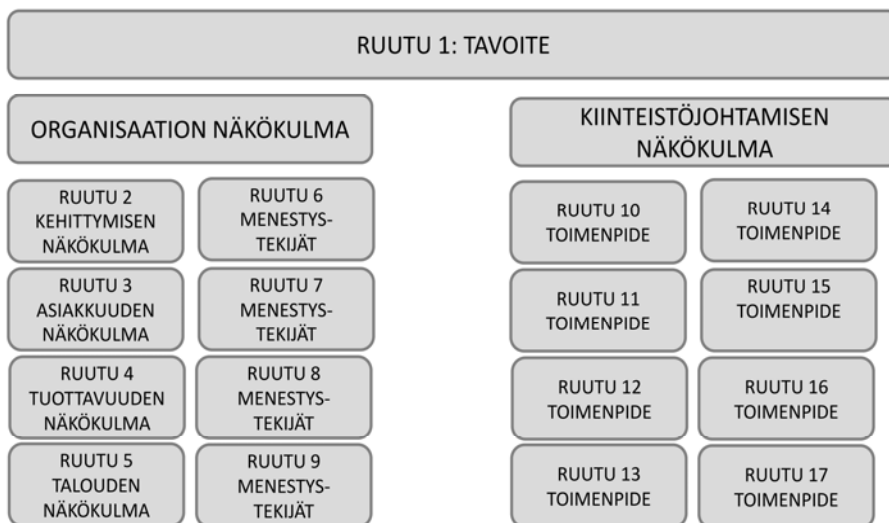 RUUTU 1: TAVOITE
ORGANISAATION NÄKÖKULMA
RUUTU 2
KEHITTYMISEN
NÄKÖKULMA
RUUTU 6
MENESTYS-
TEKIJÄT
RUUTU 3
ASIAKKUUDEN
NÄKÖKULMA
RUUTU 7
MENESTYS-
TEKIJÄT
RUUTU 4
TUOTTAVUUDEN
NÄKÖKULMA
RUUTU 8
MENESTYS-
TEKIJÄT
RUUTU 5
TALOUDEN
NÄKÖKULMA
RUUTU 9
MENESTYS-
TEKIJÄT
KIINTEISTÖJOHTAMISEN
NÄKÖKULMA
RUUTU 10
TOIMENPIDE
RUUTU 14
TOIMENPIDE
RUUTU 11
TOIMENPIDE
RUUTU 15
TOIMENPIDE
RUUTU 12
TOIMENPIDE
RUUTU 16
TOIMENPIDE
RUUTU 13
TOIMENPIDE
RUUTU 17
TOIMENPIDE